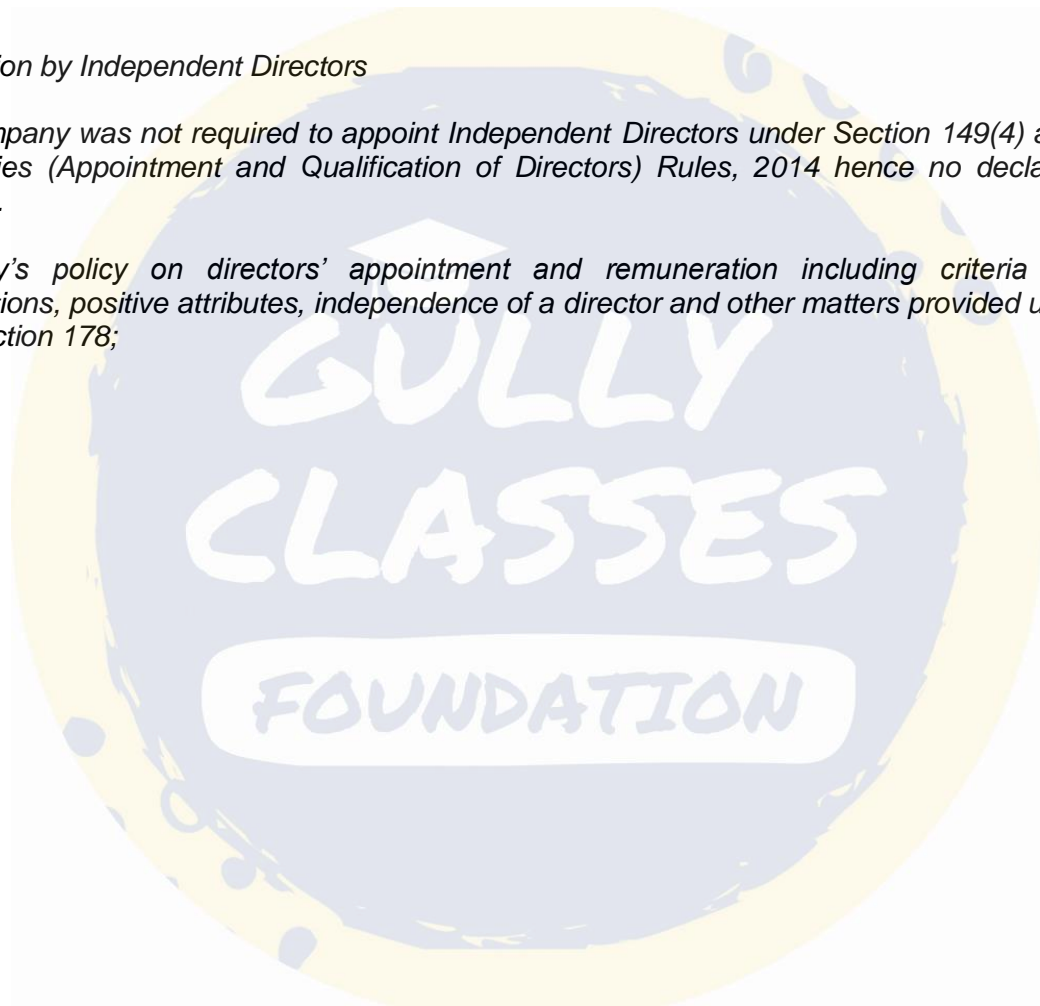 ion by Independent Directors
mpany was not required to appoint Independent Directors under Section 149(4) a
ies (Appointment and Qualification of Directors) Rules, 2014 hence no decla
.
y's policy on directors' appointment and remuneration including criteria
tions, positive attributes, independence of a director and other matters provided u
ction 178;
GULLY
CLASSES
FOUNDATION